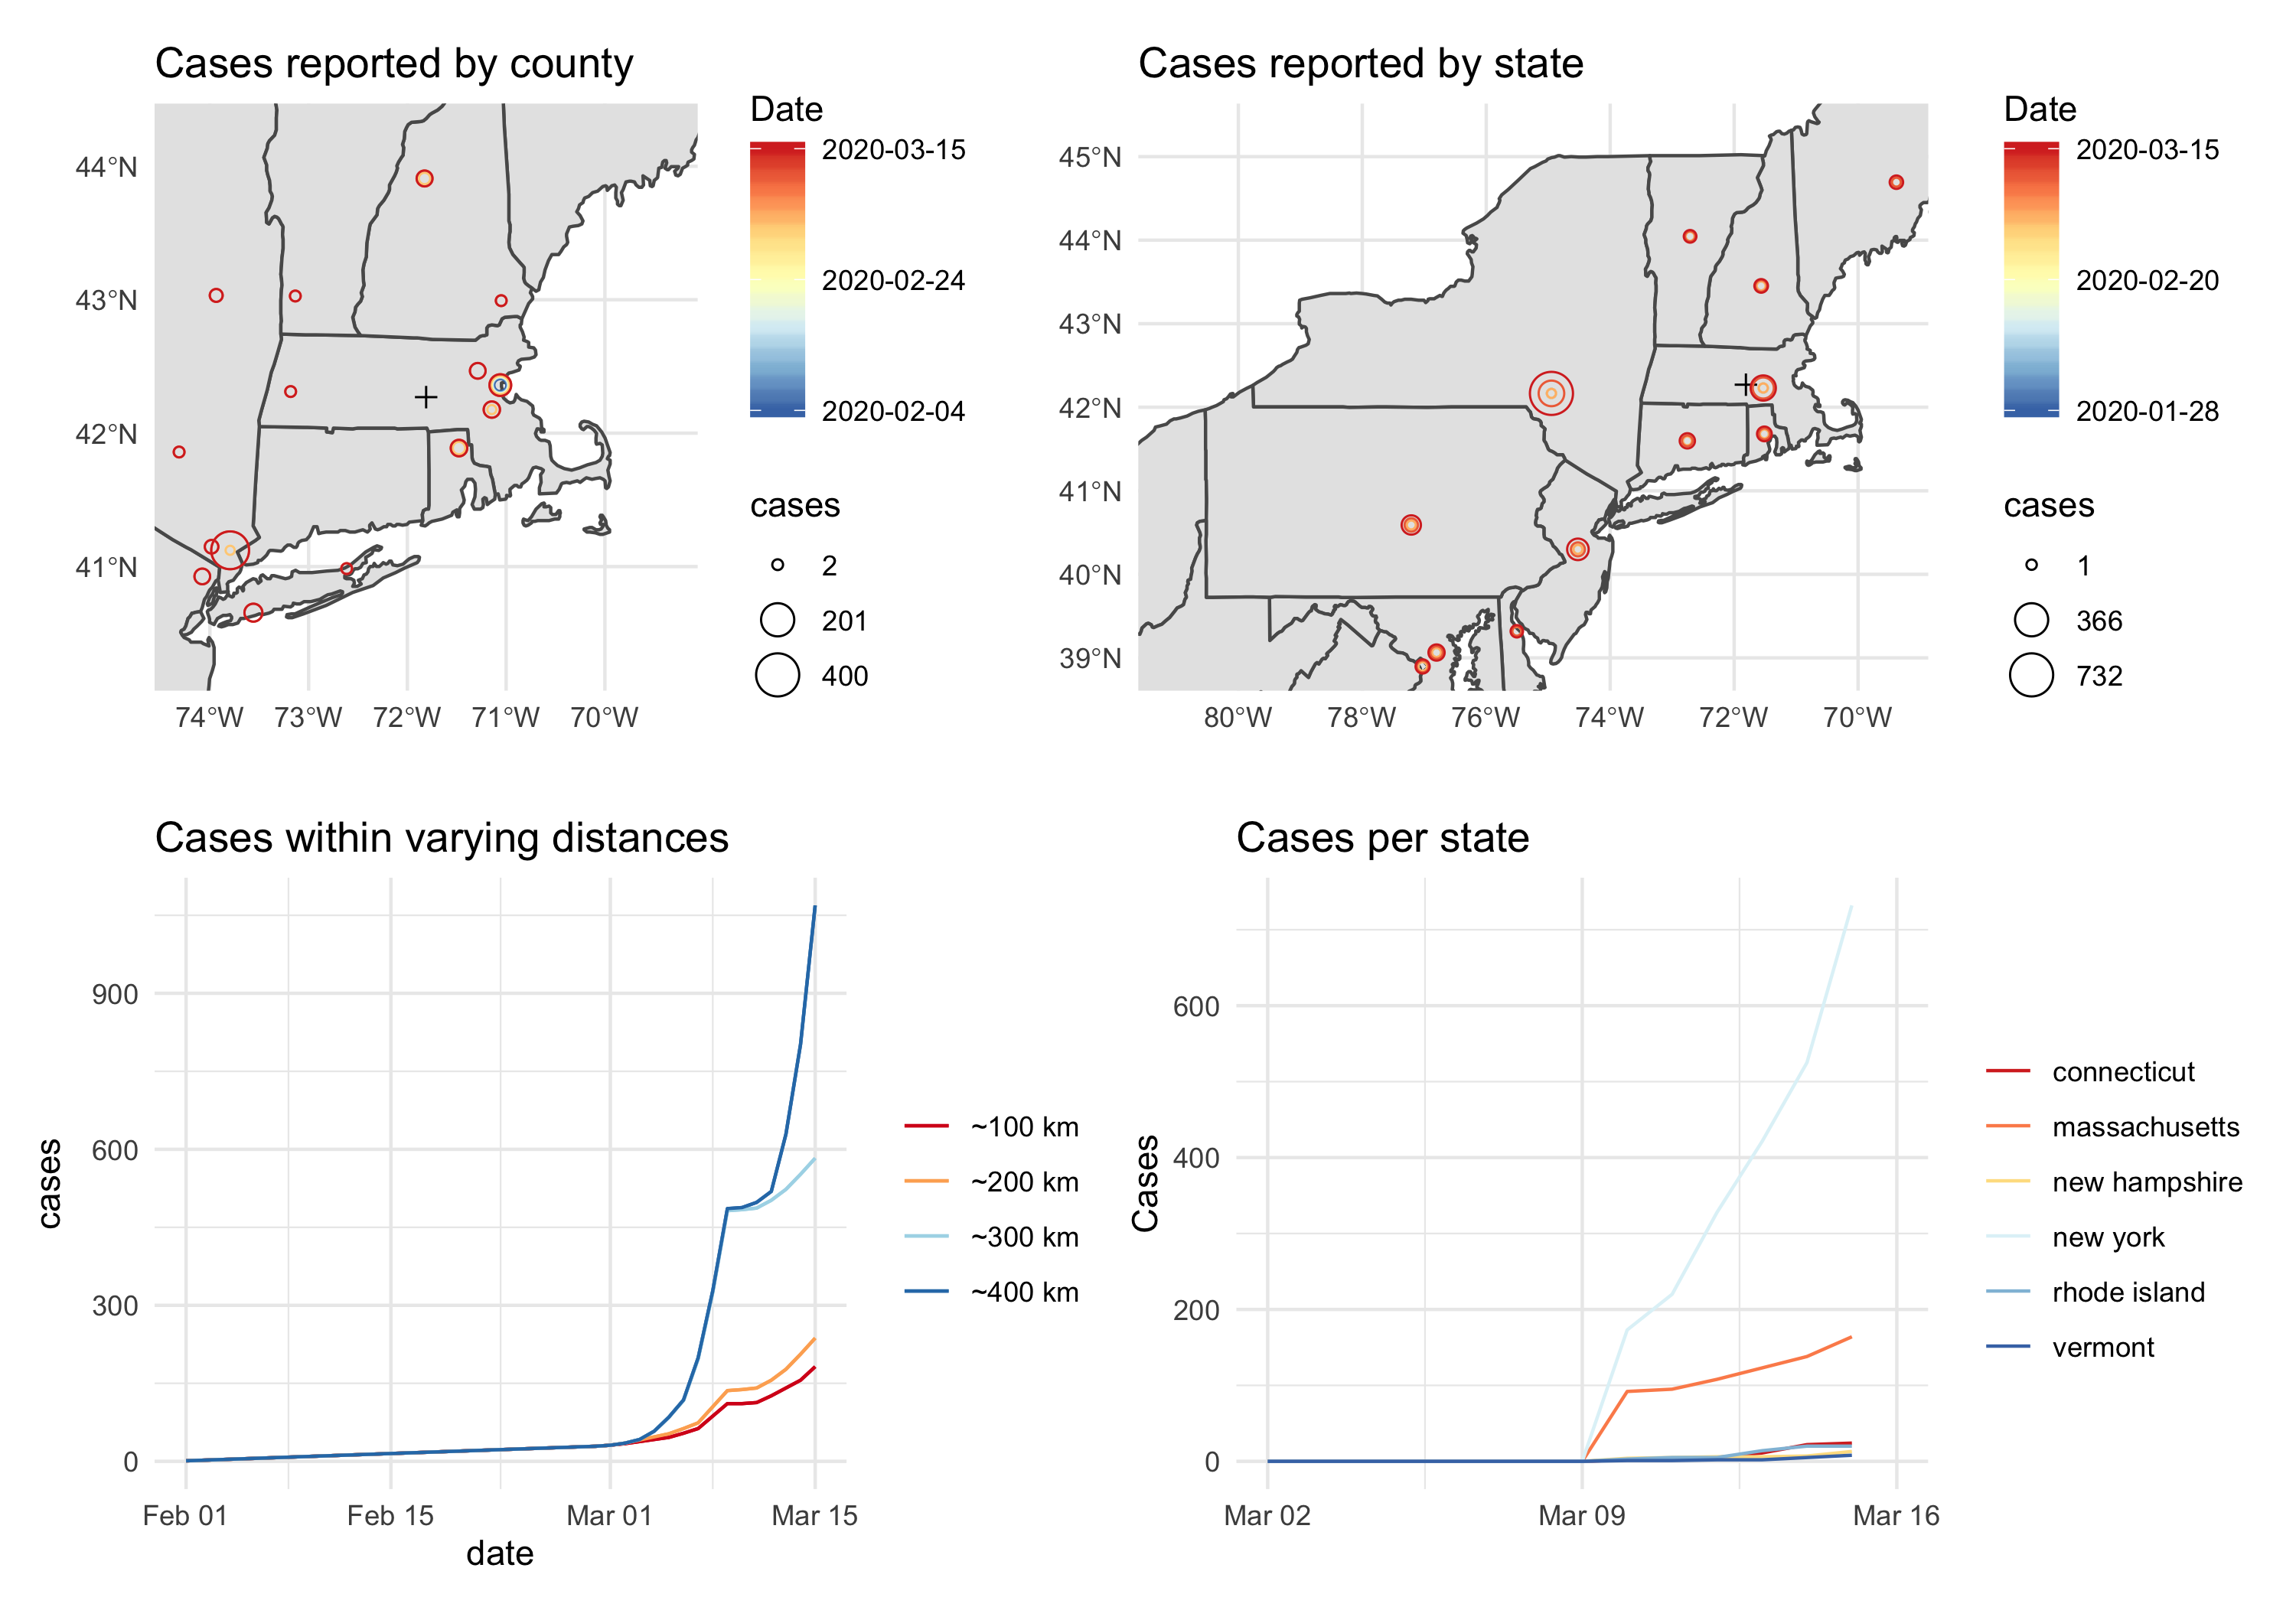 Cases reported by county
44°N
43°N
42°N
41°N
74°W 73°W 72°W 71°W 70°W
Date
2020-03-15
2020-02-24
2020-02-04
cases
2
201
400
Cases reported by state
45°N
44°N
43°N
42°N
41°N
40°N
39°N
80°W 78°W 76°W 74°W 72°W 70°W
Date
2020-03-15
2020-02-20
2020-01-28
cases
1
366
732
Cases within varying distances
cases
900
600
300
0
Feb 01 Feb 15 Mar 01 Mar 15
date
~100 km
~200 km
~300 km
~400 km
Cases per state
Cases
600
400
200
0
Mar 02 Mar 09 Mar 16
connecticut
massachusetts
new hampshire
new york
rhode island
vermont